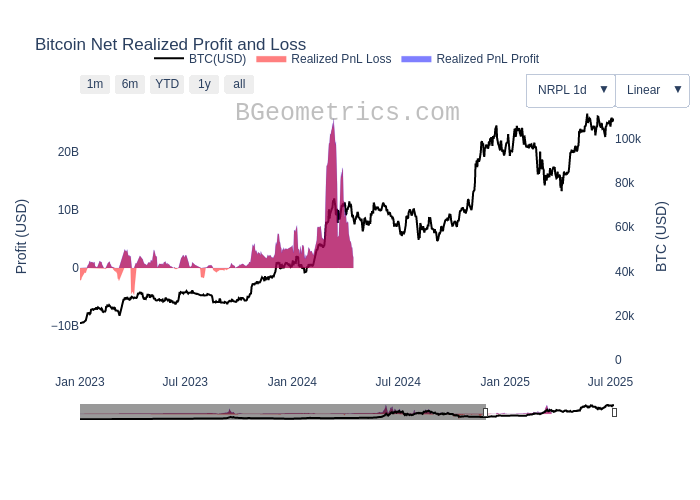 Bitcoin Net Realized Profit and Loss
BTC(USD) Realized PnL Loss Realized PnL Profit
1m 6m YTD 1y all NRPL 1d ▼ Linear ▼
BGeometrics.com
20B
10B
0
−10B
Profit (USD)
100k
80k
60k
40k
20k
0
BTC (USD)
Jan 2023 Jul 2023 Jan 2024 Jul 2024 Jan 2025 Jul 2025